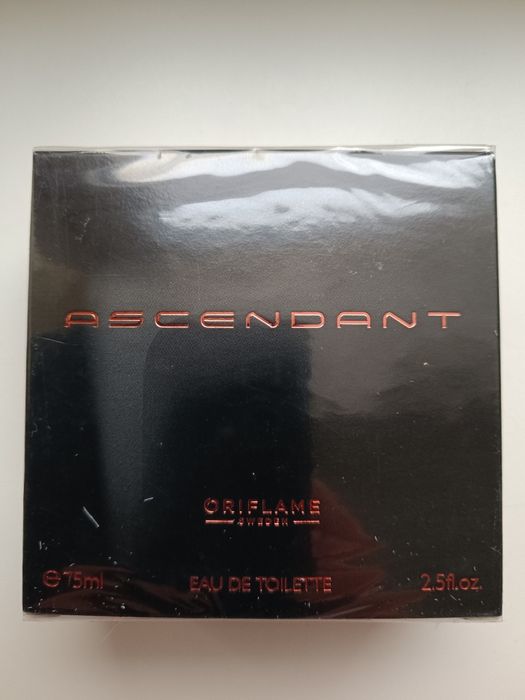 ASCENDANT
ORIFLAME
SWEDEN
℮75ml EAU DE TOILETTE 2.5fl.oz.